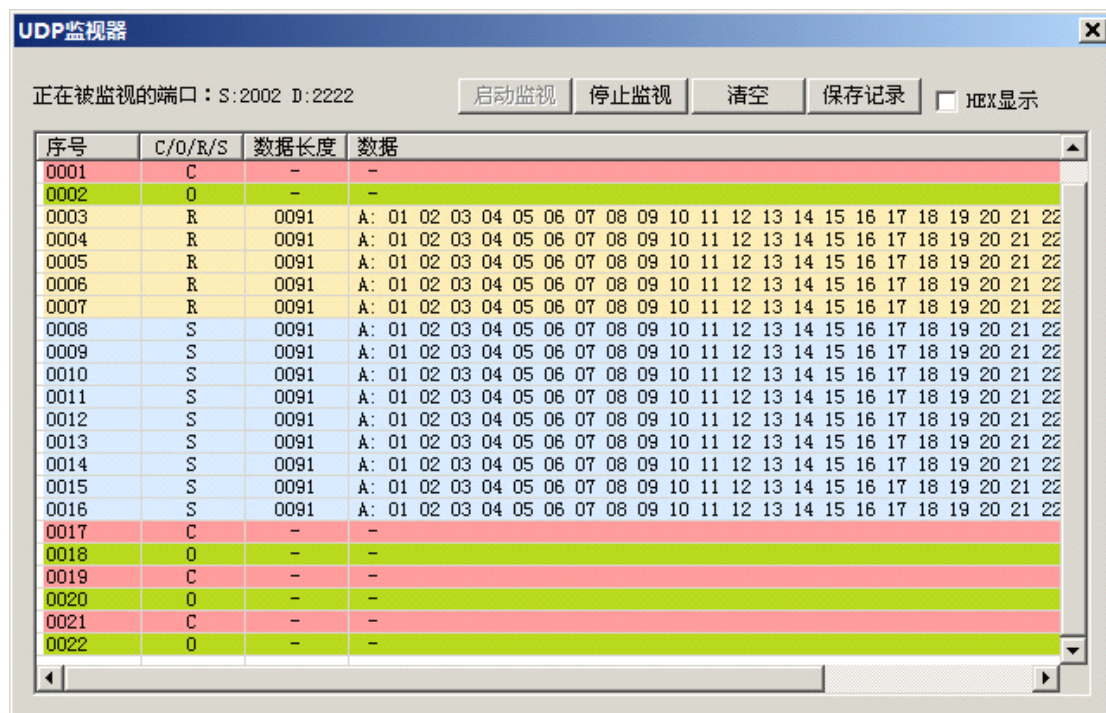 UDP监视器
正在被监视的端口：S:2002 D:2222 启动监视 停止监视 清空 保存记录 HEX显示
序号 C/O/R/S 数据长度 数据
0001 C - -
0002 O - -
0003 R 0091 A: 01 02 03 04 05 06 07 08 09 10 11 12 13 14 15 16 17 18 19 20 21 22
0004 R 0091 A: 01 02 03 04 05 06 07 08 09 10 11 12 13 14 15 16 17 18 19 20 21 22
0005 R 0091 A: 01 02 03 04 05 06 07 08 09 10 11 12 13 14 15 16 17 18 19 20 21 22
0006 R 0091 A: 01 02 03 04 05 06 07 08 09 10 11 12 13 14 15 16 17 18 19 20 21 22
0007 R 0091 A: 01 02 03 04 05 06 07 08 09 10 11 12 13 14 15 16 17 18 19 20 21 22
0008 S 0091 A: 01 02 03 04 05 06 07 08 09 10 11 12 13 14 15 16 17 18 19 20 21 22
0009 S 0091 A: 01 02 03 04 05 06 07 08 09 10 11 12 13 14 15 16 17 18 19 20 21 22
0010 S 0091 A: 01 02 03 04 05 06 07 08 09 10 11 12 13 14 15 16 17 18 19 20 21 22
0011 S 0091 A: 01 02 03 04 05 06 07 08 09 10 11 12 13 14 15 16 17 18 19 20 21 22
0012 S 0091 A: 01 02 03 04 05 06 07 08 09 10 11 12 13 14 15 16 17 18 19 20 21 22
0013 S 0091 A: 01 02 03 04 05 06 07 08 09 10 11 12 13 14 15 16 17 18 19 20 21 22
0014 S 0091 A: 01 02 03 04 05 06 07 08 09 10 11 12 13 14 15 16 17 18 19 20 21 22
0015 S 0091 A: 01 02 03 04 05 06 07 08 09 10 11 12 13 14 15 16 17 18 19 20 21 22
0016 S 0091 A: 01 02 03 04 05 06 07 08 09 10 11 12 13 14 15 16 17 18 19 20 21 22
0017 C - -
0018 O - -
0019 C - -
0020 O - -
0021 C - -
0022 O - -